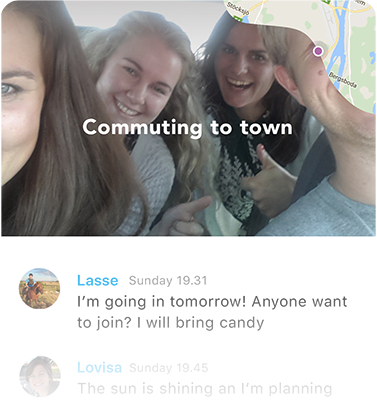 Stocksjö
Bergsboda
Commuting to town
Lasse Sunday 19.31
I'm going in tomorrow! Anyone want
to join? I will bring candy
Lovisa Sunday 19.45
The sun is shining an I'm planning